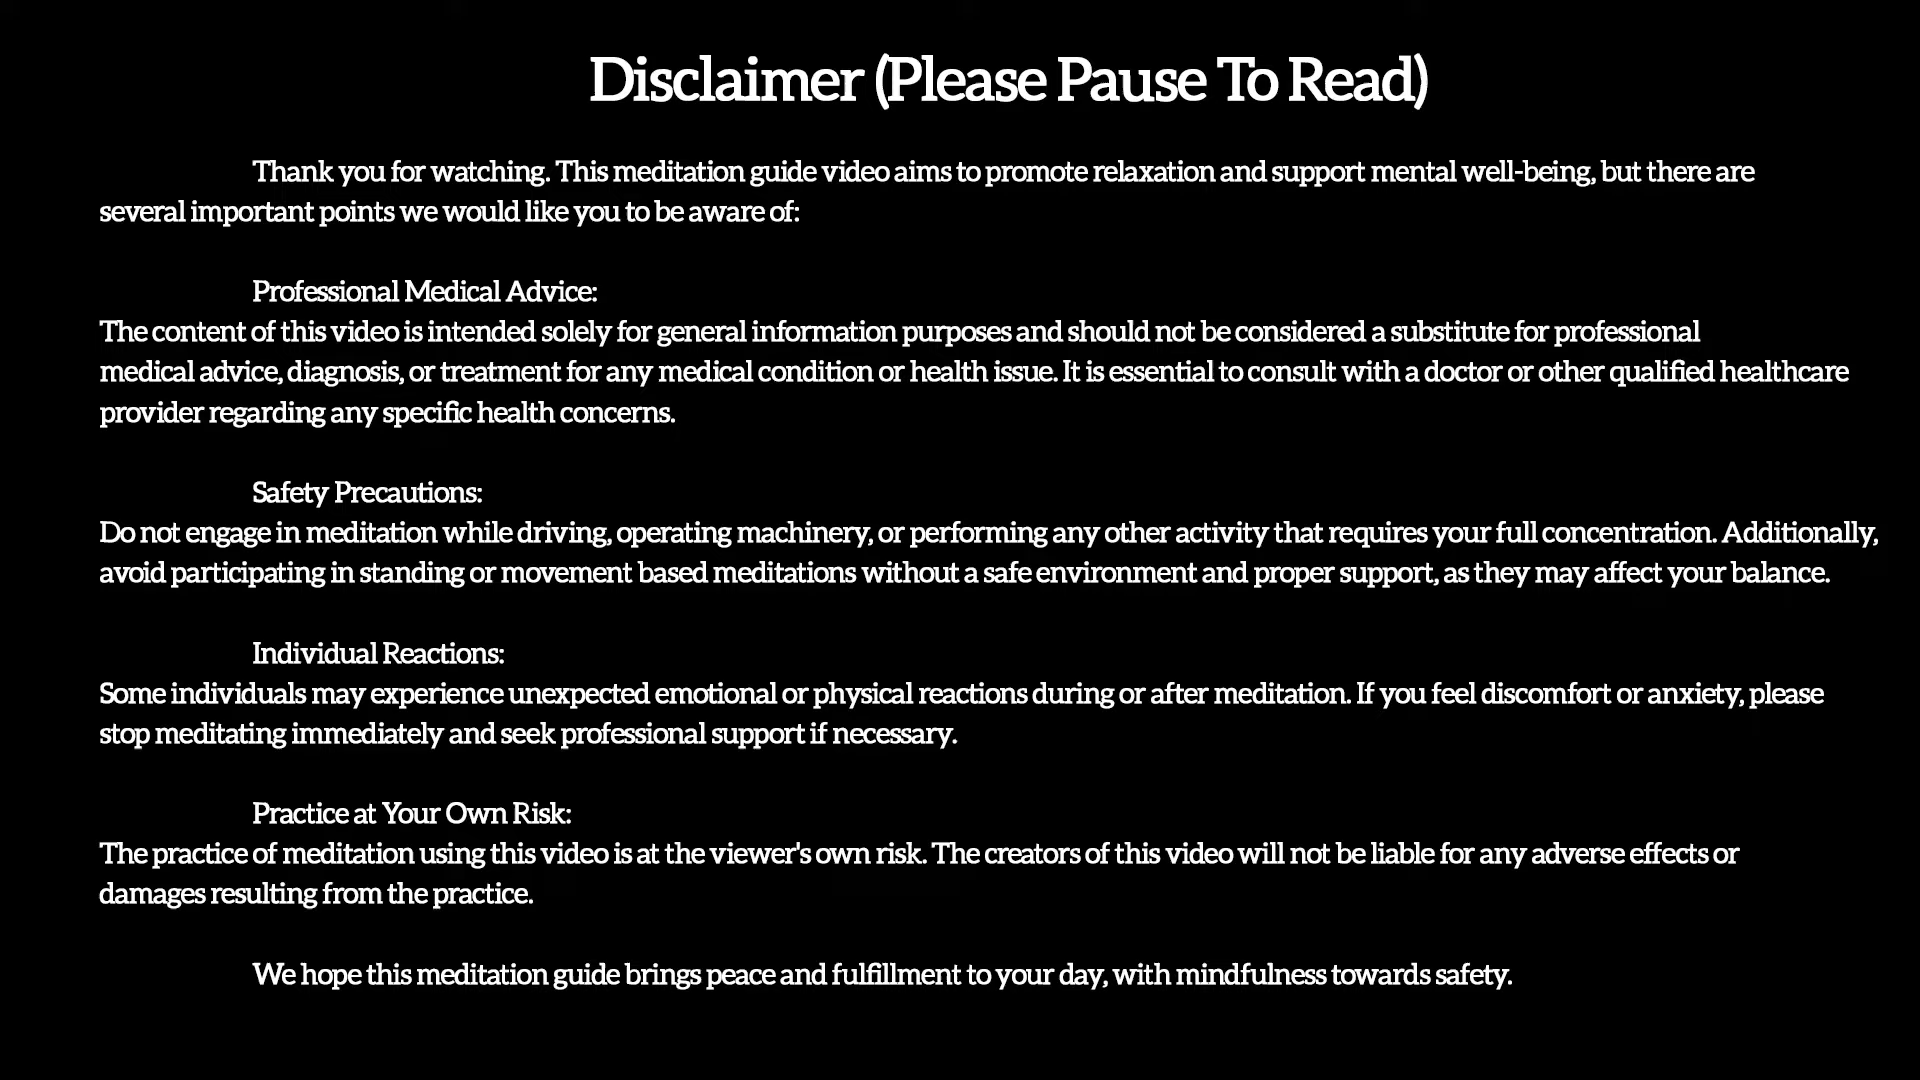 Disclaimer (Please Pause To Read)
Thank you for watching. This meditation guide video aims to promote relaxation and support mental well-being, but there are
several important points we would like you to be aware of:
Professional Medical Advice:
The content of this video is intended solely for general information purposes and should not be considered a substitute for professional
medical advice, diagnosis, or treatment for any medical condition or health issue. It is essential to consult with a doctor or other qualified healthcare
provider regarding any specific health concerns.
Safety Precautions:
Do not engage in meditation while driving, operating machinery, or performing any other activity that requires your full concentration. Additionally,
avoid participating in standing or movement based meditations without a safe environment and proper support, as they may affect your balance.
Individual Reactions:
Some individuals may experience unexpected emotional or physical reactions during or after meditation. If you feel discomfort or anxiety, please
stop meditating immediately and seek professional support if necessary.
Practice at Your Own Risk:
The practice of meditation using this video is at the viewer's own risk. The creators of this video will not be liable for any adverse effects or
damages resulting from the practice.
We hope this meditation guide brings peace and fulfillment to your day, with mindfulness towards safety.